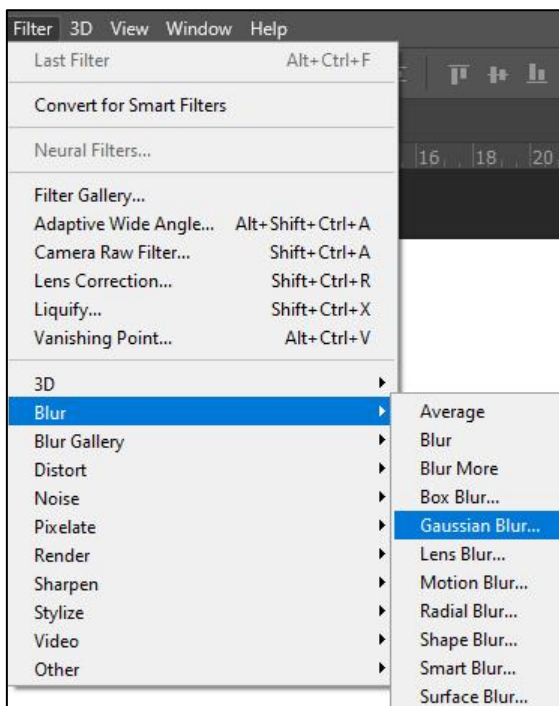 Filter 3D View Window Help
Last Filter Alt+Ctrl+F
Convert for Smart Filters
Neural Filters...
16 18 20
Filter Gallery...
Adaptive Wide Angle... Alt+Shift+Ctrl+A
Camera Raw Filter... Shift+Ctrl+A
Lens Correction... Shift+Ctrl+R
Liquify... Shift+Ctrl+X
Vanishing Point... Alt+Ctrl+V
3D
Blur
Blur Gallery
Distort
Noise
Pixelate
Render
Sharpen
Stylize
Video
Other
Average
Blur
Blur More
Box Blur...
Gaussian Blur...
Lens Blur...
Motion Blur...
Radial Blur...
Shape Blur...
Smart Blur...
Surface Blur...